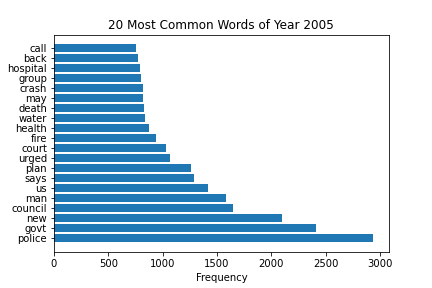 20 Most Common Words of Year 2005
call
back
hospital
group
crash
may
death
water
health
fire
court
urged
plan
says
us
man
council
new
govt
police
0 500 1000 1500 2000 2500 3000
Frequency